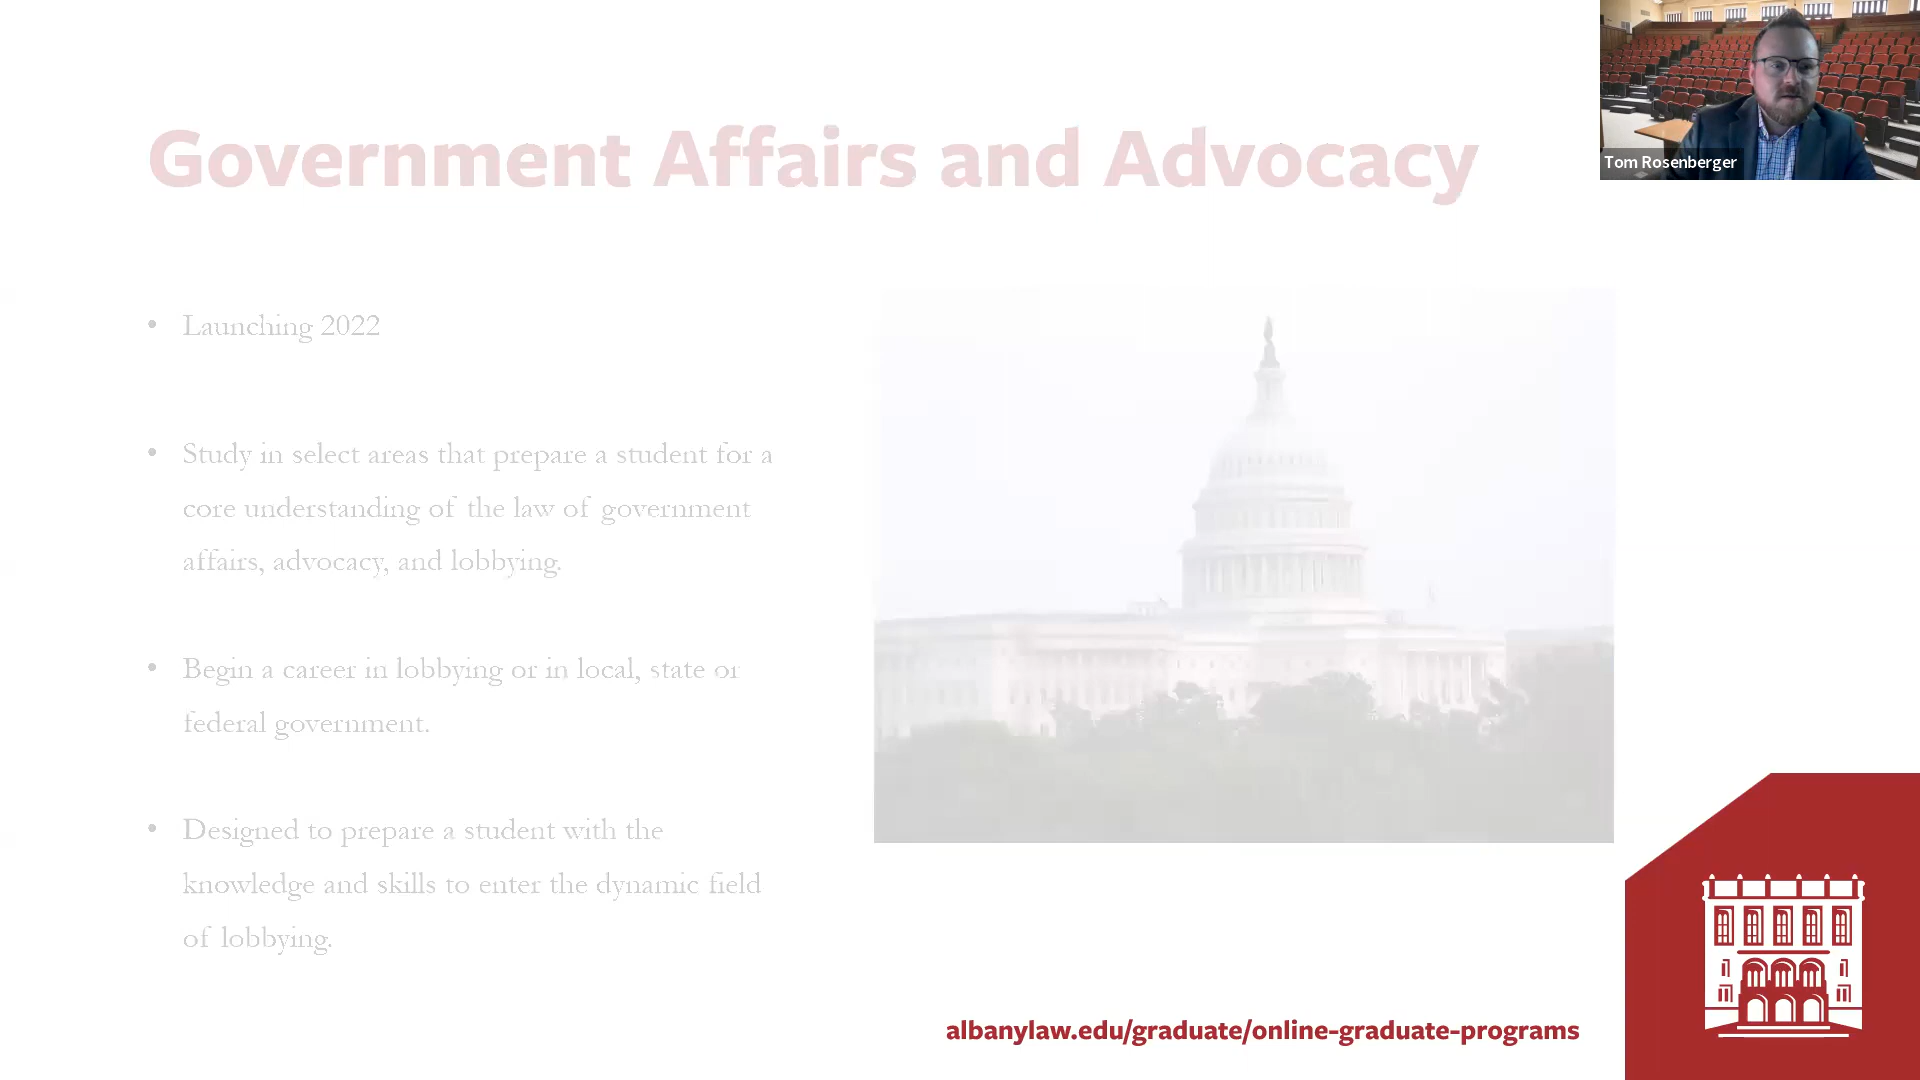 Government Affairs and Advocacy
Tom Rosenberger
• Launching 2022
• Study in select areas that prepare a student for a
core understanding of the law of government
affairs, advocacy, and lobbying.
• Begin a career in lobbying or in local, state or
federal government.
• Designed to prepare a student with the
knowledge and skills to enter the dynamic field
of lobbying.
albanylaw.edu/graduate/online-graduate-programs